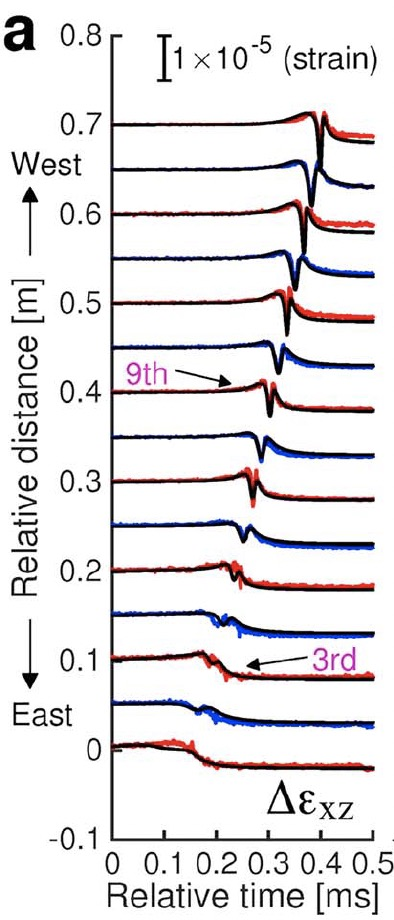 a
0.8
1×10⁻⁵ (strain)
0.7
West
0.6
0.5
Relative distance [m]
9th
0.4
0.3
0.2
0.1
3rd
East
0
Δε_XZ
-0.1
0 0.1 0.2 0.3 0.4 0.5
Relative time [ms]